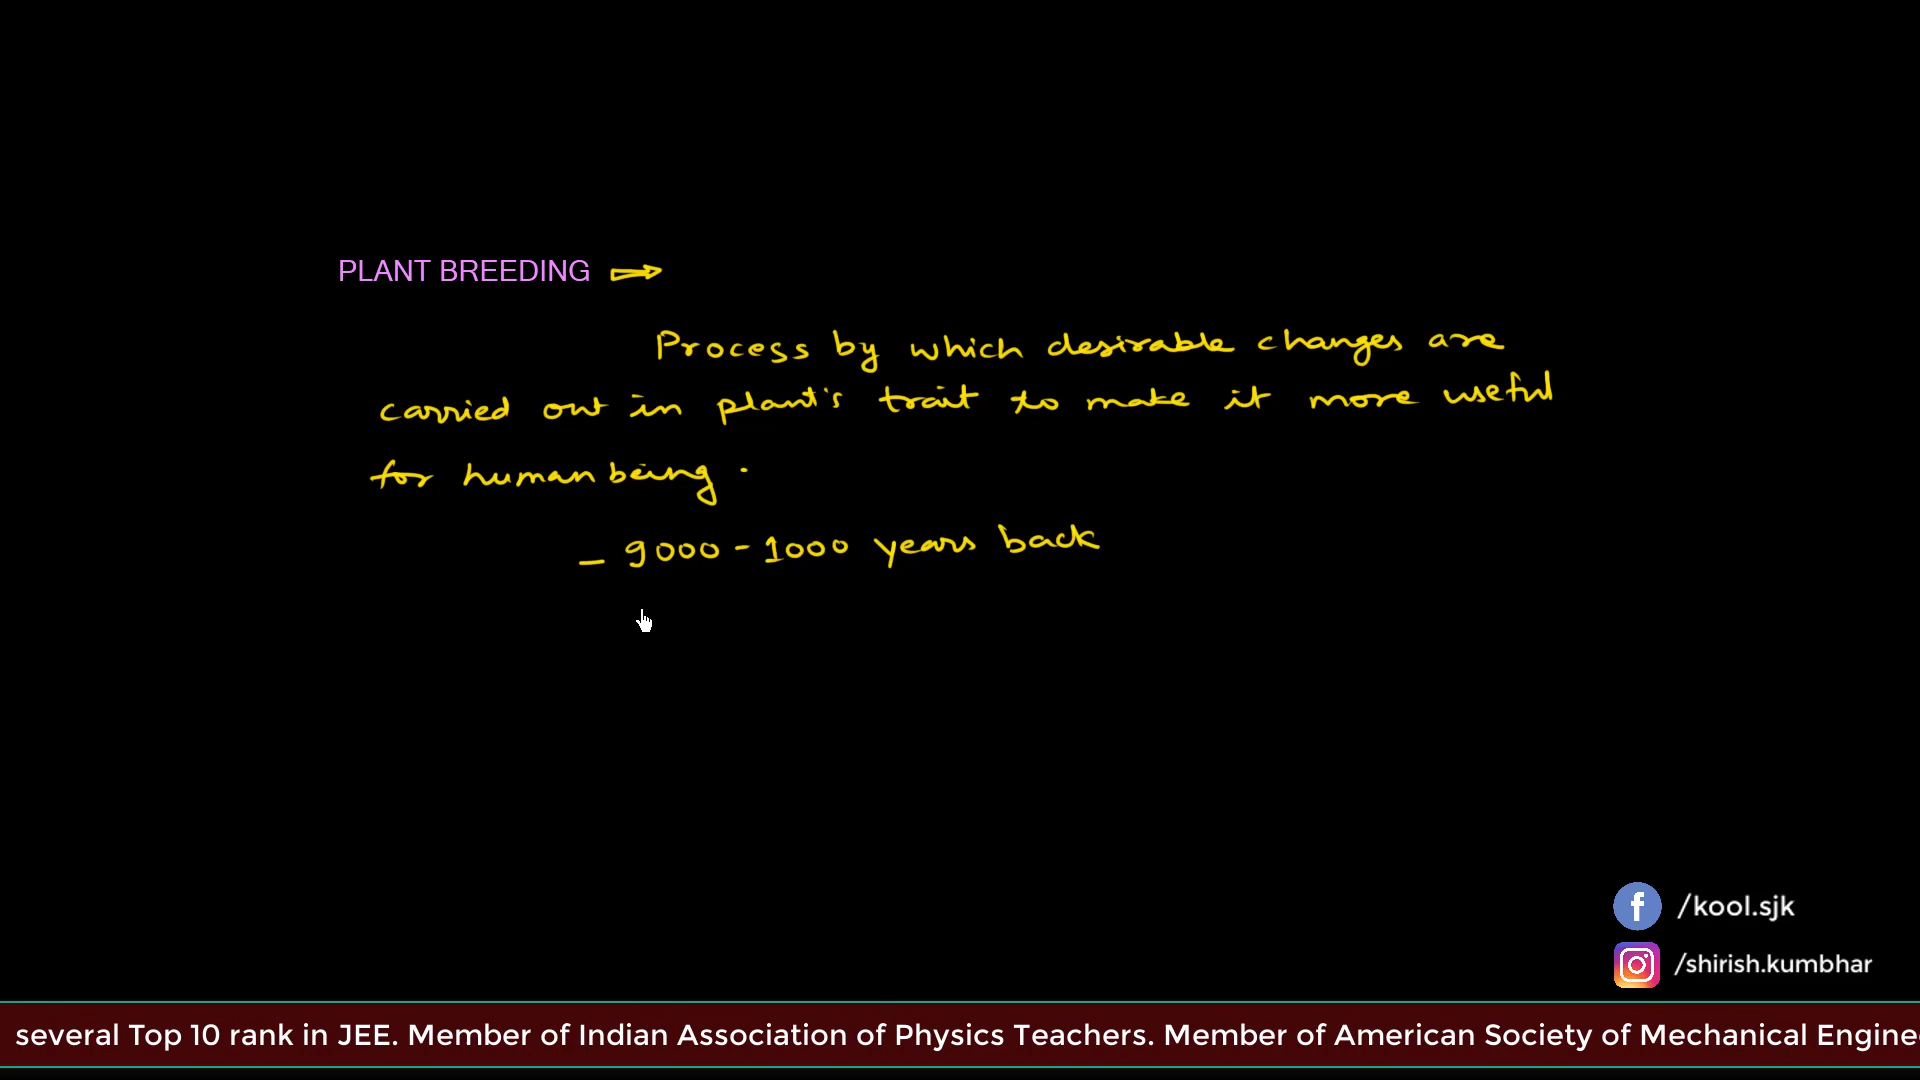 PLANT BREEDING
Process by which desirable changes are
carried out in plant's trait to make it more useful
for human being.
- 9000 - 1000 years back
/kool.sjk
/shirish.kumbhar
several Top 10 rank in JEE. Member of Indian Association of Physics Teachers. Member of American Society of Mechanical Engine